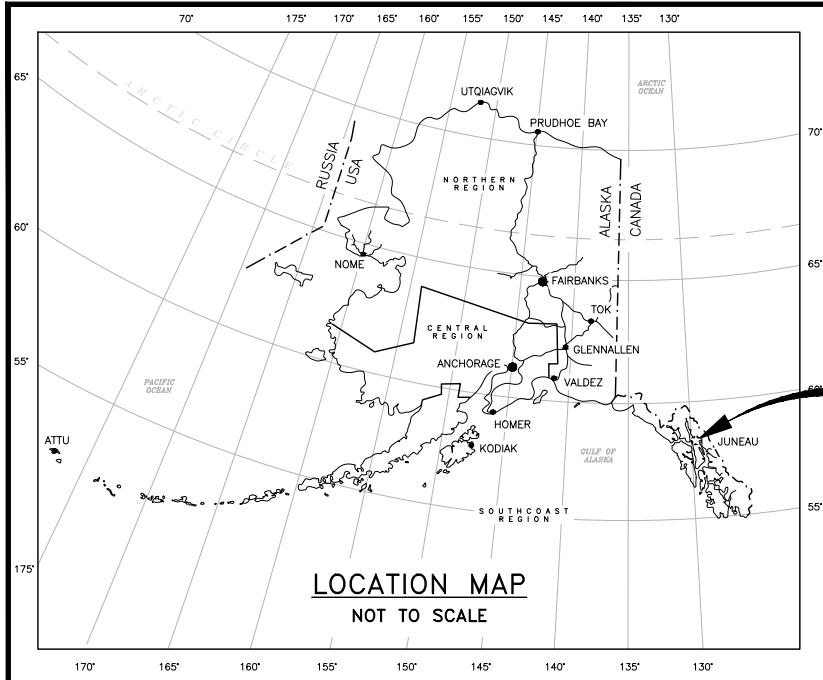 70° 175° 170° 165° 160° 155° 150° 145° 140° 135° 130°
65°
ARCTIC CIRCLE
ARCTIC
OCEAN
UTQIAGVIK
PRUDHOE BAY
70°
RUSSIA
USA
NORTHERN
REGION
ALASKA
CANADA
60°
NOME
65°
FAIRBANKS
TOK
CENTRAL
REGION
GLENNALLEN
55°
ANCHORAGE
VALDEZ
PACIFIC
OCEAN
60°
HOMER
JUNEAU
ATTU
KODIAK
GULF OF
ALASKA
SOUTHCOAST
REGION
55°
175°
LOCATION MAP
NOT TO SCALE
170° 165° 160° 155° 150° 145° 140° 135° 130°